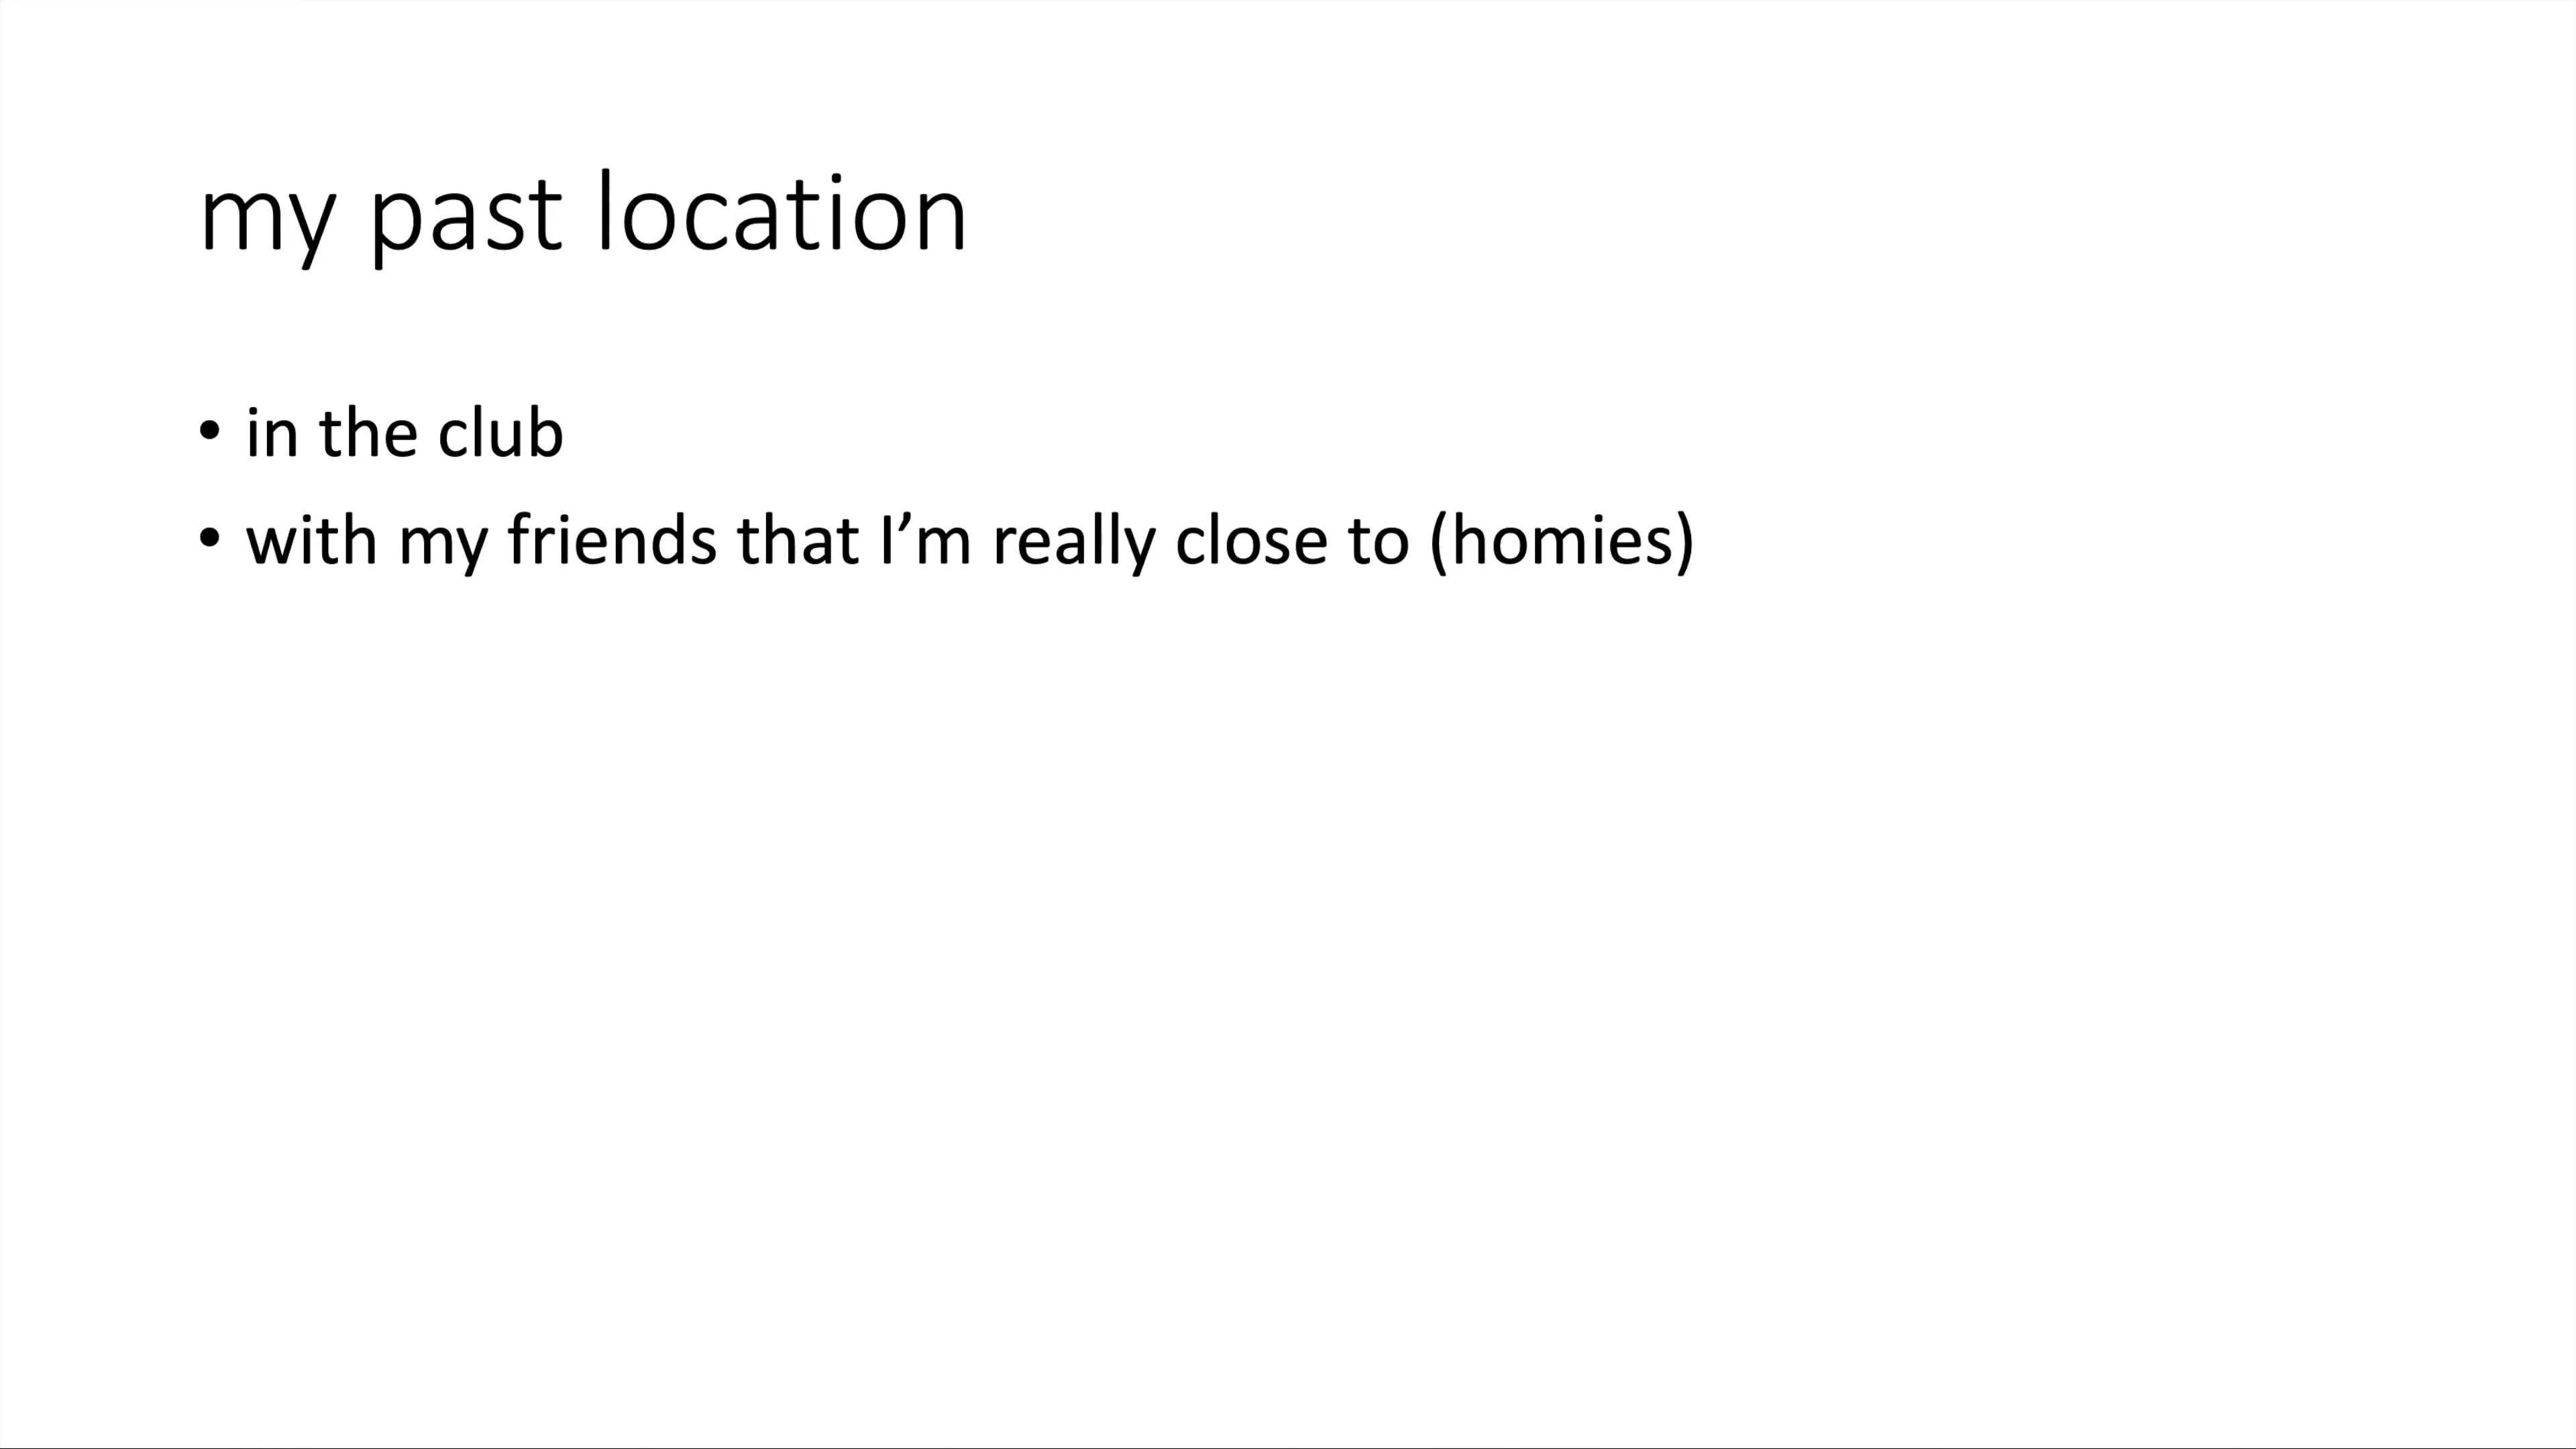 my past location
• in the club
• with my friends that I’m really close to (homies)